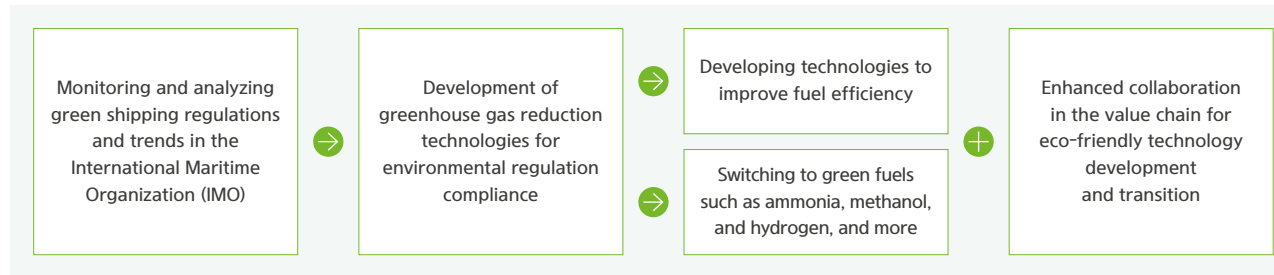 Monitoring and analyzing
green shipping regulations
and trends in the
International Maritime
Organization (IMO)
Development of
greenhouse gas reduction
technologies for
environmental regulation
compliance
Developing technologies to
improve fuel efficiency
Switching to green fuels
such as ammonia, methanol,
and hydrogen, and more
Enhanced collaboration
in the value chain for
eco-friendly technology
development
and transition